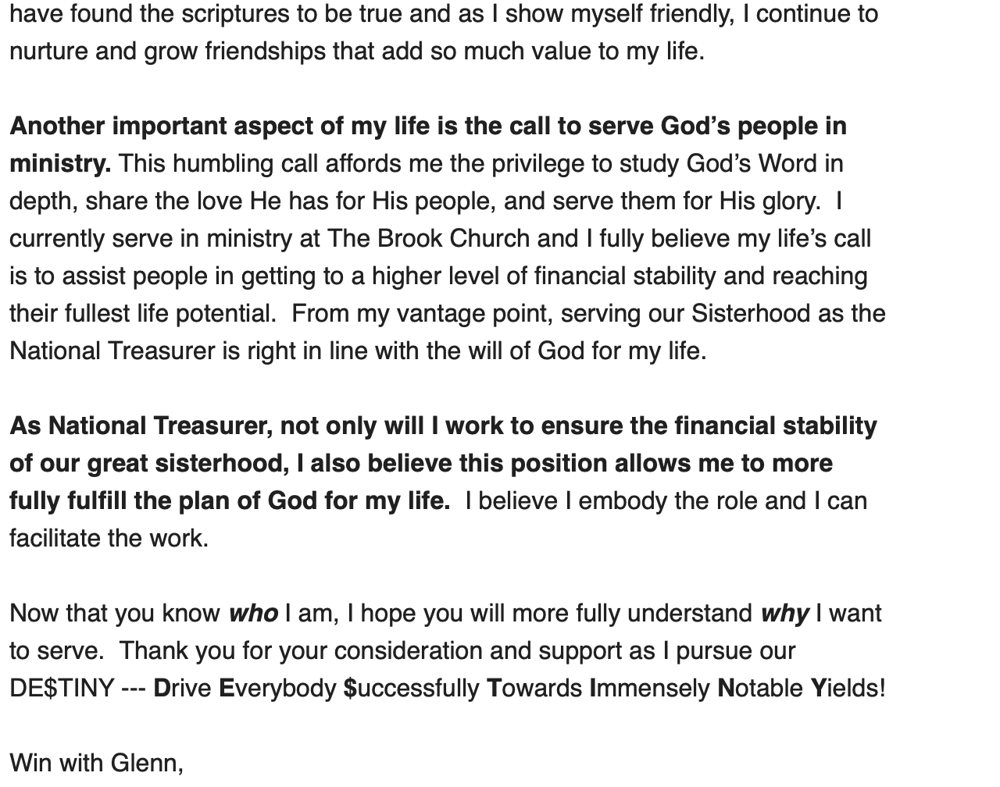 have found the scriptures to be true and as I show myself friendly, I continue to
nurture and grow friendships that add so much value to my life.
Another important aspect of my life is the call to serve God’s people in
ministry. This humbling call affords me the privilege to study God’s Word in
depth, share the love He has for His people, and serve them for His glory.  I
currently serve in ministry at The Brook Church and I fully believe my life’s call
is to assist people in getting to a higher level of financial stability and reaching
their fullest life potential.  From my vantage point, serving our Sisterhood as the
National Treasurer is right in line with the will of God for my life.
As National Treasurer, not only will I work to ensure the financial stability
of our great sisterhood, I also believe this position allows me to more
fully fulfill the plan of God for my life.  I believe I embody the role and I can
facilitate the work.
Now that you know who I am, I hope you will more fully understand why I want
to serve.  Thank you for your consideration and support as I pursue our
DE$TINY --- Drive Everybody $uccessfully Towards Immensely Notable Yields!
Win with Glenn,